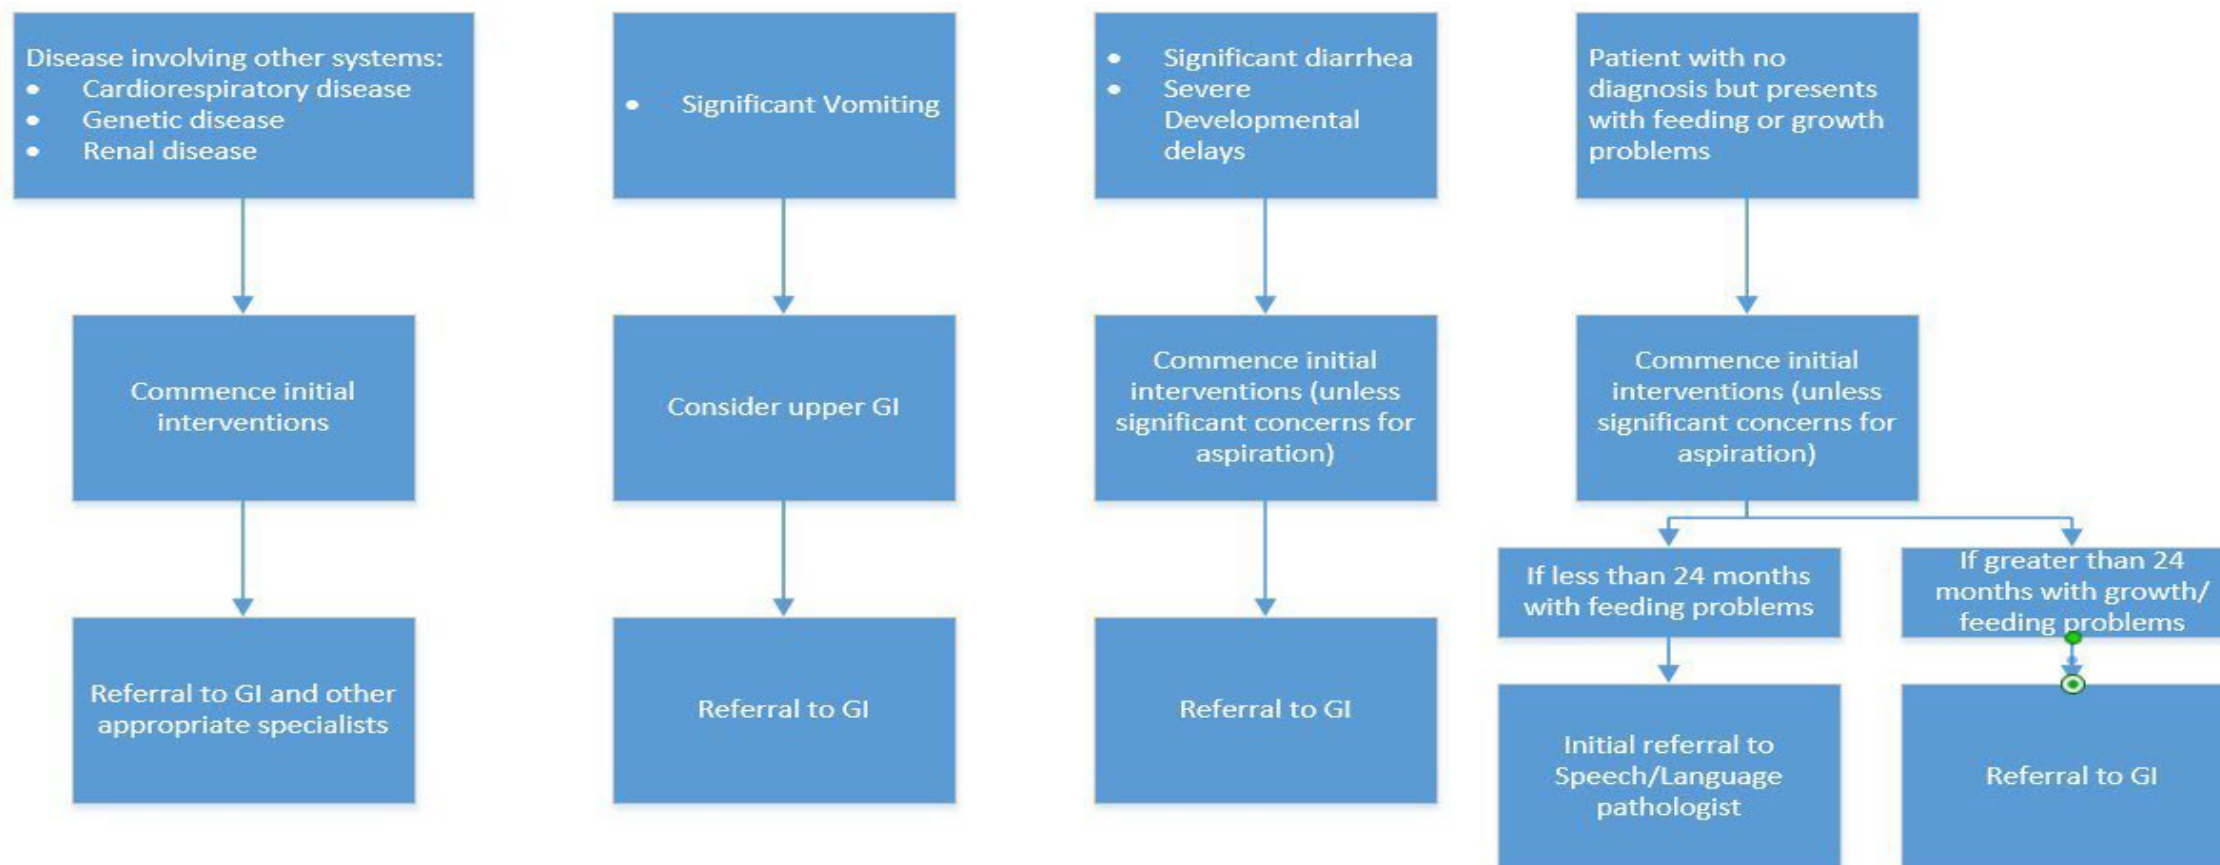 Disease involving other systems:
• Cardiorespiratory disease
• Genetic disease
• Renal disease
Commence initial
interventions
Referral to GI and other
appropriate specialists
• Significant Vomiting
Consider upper GI
Referral to GI
• Significant diarrhea
• Severe
Developmental
delays
Commence initial
interventions (unless
significant concerns for
aspiration)
Referral to GI
Patient with no
diagnosis but presents
with feeding or growth
problems
Commence initial
interventions (unless
significant concerns for
aspiration)
If less than 24 months
with feeding problems
Initial referral to
Speech/Language
pathologist
If greater than 24
months with growth/
feeding problems
Referral to GI